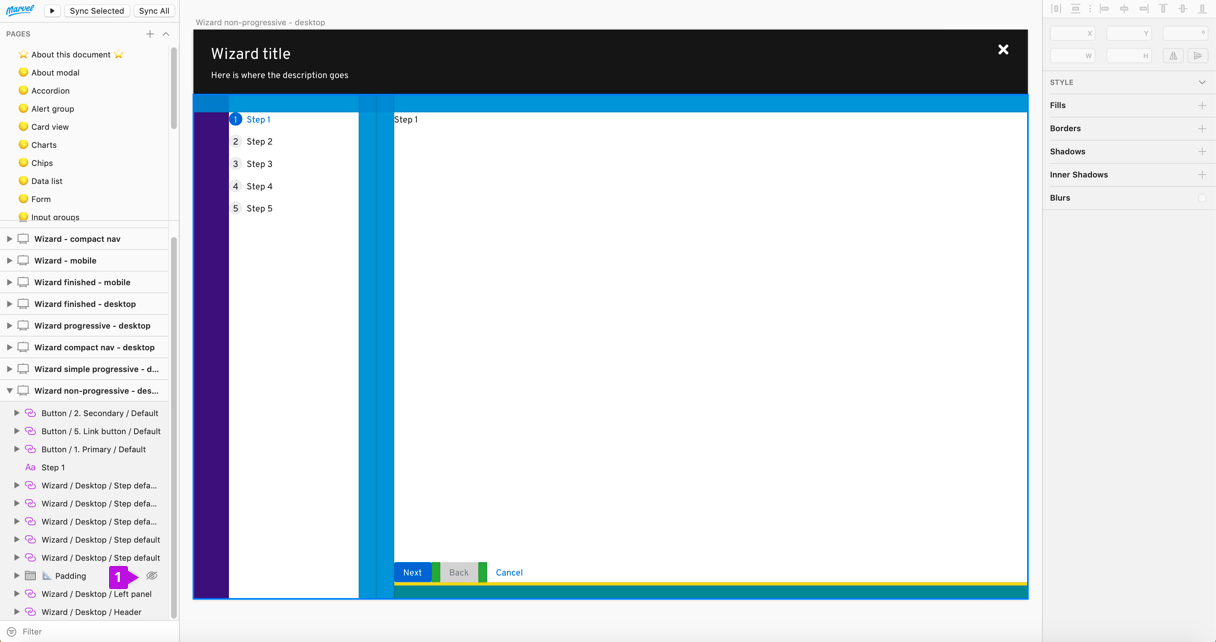 Marvel
Sync Selected
Sync All
PAGES
⭐ About this document ⭐
About modal
Accordion
Alert group
Card view
Charts
Chips
Data list
Form
Input groups
Wizard - compact nav
Wizard - mobile
Wizard finished - mobile
Wizard finished - desktop
Wizard progressive - desktop
Wizard compact nav - desktop
Wizard simple progressive - d...
Wizard non-progressive - des...
Button / 2. Secondary / Default
Button / 5. Link button / Default
Button / 1. Primary / Default
Aa Step 1
Wizard / Desktop / Step defa...
Wizard / Desktop / Step defa...
Wizard / Desktop / Step defa...
Wizard / Desktop / Step default
Wizard / Desktop / Step default
📐 Padding
1
Wizard / Desktop / Left panel
Wizard / Desktop / Header
Filter
Wizard non-progressive - desktop
Wizard title
Here is where the description goes
1 Step 1
2 Step 2
3 Step 3
4 Step 4
5 Step 5
Step 1
Next
Back
Cancel
X
Y
°
W
H
STYLE
Fills
Borders
Shadows
Inner Shadows
Blurs